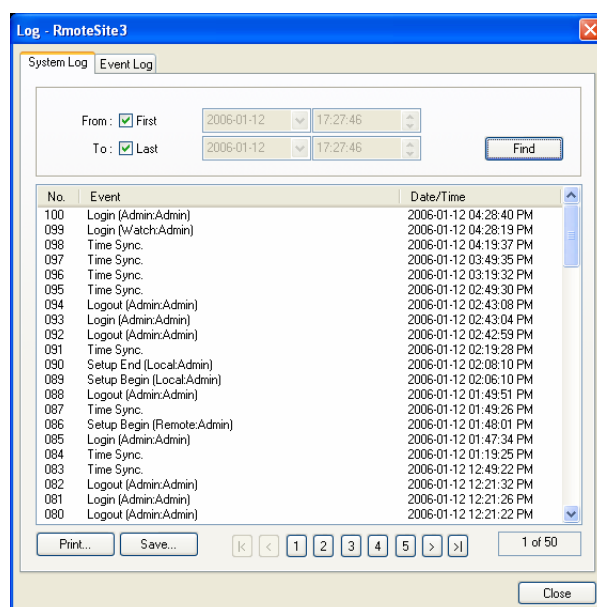 Log - RmoteSite3
System Log Event Log
From : First 2006-01-12 17:27:46
To : Last 2006-01-12 17:27:46 Find
No. Event Date/Time
100 Login (Admin:Admin) 2006-01-12 04:28:40 PM
099 Login (Watch:Admin) 2006-01-12 04:28:19 PM
098 Time Sync. 2006-01-12 04:19:37 PM
097 Time Sync. 2006-01-12 03:49:35 PM
096 Time Sync. 2006-01-12 03:19:32 PM
095 Time Sync. 2006-01-12 02:49:30 PM
094 Logout (Admin:Admin) 2006-01-12 02:43:08 PM
093 Login (Admin:Admin) 2006-01-12 02:43:04 PM
092 Logout (Admin:Admin) 2006-01-12 02:42:59 PM
091 Time Sync. 2006-01-12 02:19:28 PM
090 Setup End (Local:Admin) 2006-01-12 02:08:10 PM
089 Setup Begin (Local:Admin) 2006-01-12 02:06:10 PM
088 Logout (Admin:Admin) 2006-01-12 01:49:51 PM
087 Time Sync. 2006-01-12 01:49:26 PM
086 Setup Begin (Remote:Admin) 2006-01-12 01:48:01 PM
085 Login (Admin:Admin) 2006-01-12 01:47:34 PM
084 Time Sync. 2006-01-12 01:19:25 PM
083 Time Sync. 2006-01-12 12:49:22 PM
082 Logout (Admin:Admin) 2006-01-12 12:21:32 PM
081 Login (Admin:Admin) 2006-01-12 12:21:26 PM
080 Logout (Admin:Admin) 2006-01-12 12:21:22 PM
Print... Save... |< < 1 2 3 4 5 > >| 1 of 50
Close